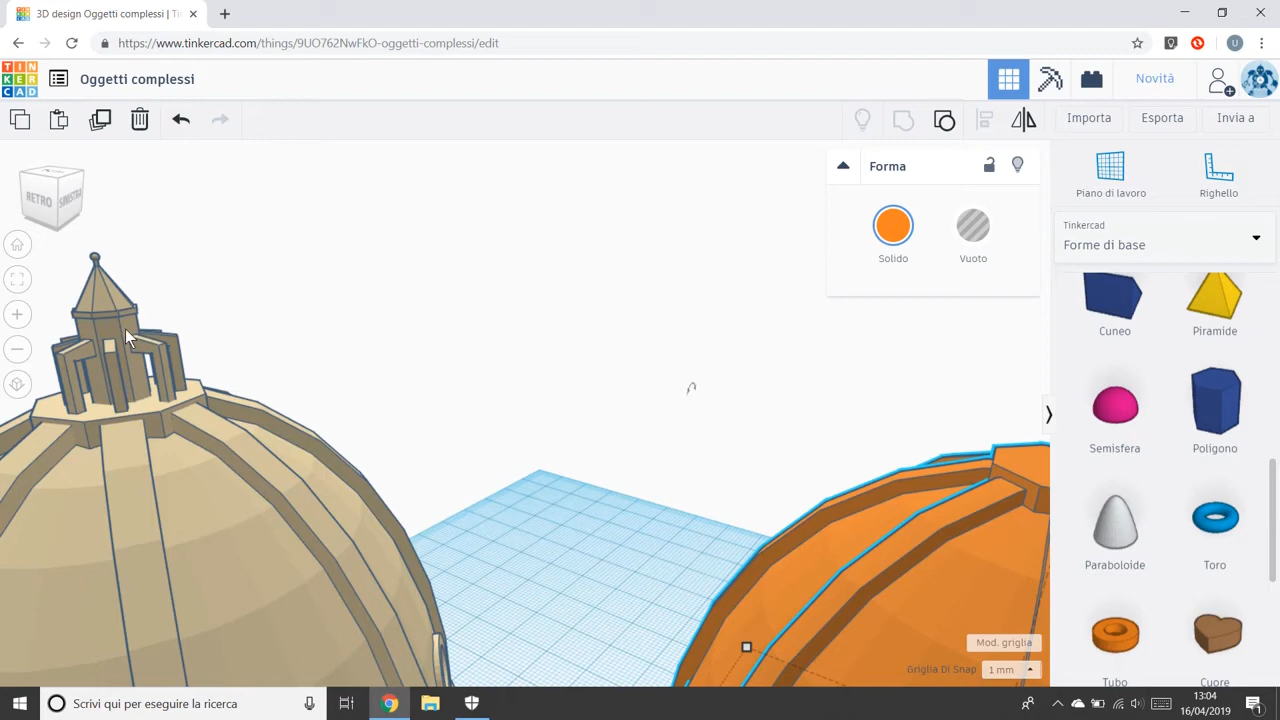 3D design Oggetti complessi | Ti
https://www.tinkercad.com/things/9UO762NwFkO-oggetti-complessi/edit
U
TIN
KER
CAD
Oggetti complessi
Novità
Importa
Esporta
Invia a
Forma
Solido
Vuoto
RETRO
SINISTRA
Piano di lavoro
Righello
Tinkercad
Forme di base
Cuneo
Piramide
Semisfera
Poligono
Paraboloide
Toro
Tubo
Cuore
Mod. griglia
Griglia Di Snap
1 mm
Scrivi qui per eseguire la ricerca
13:04
16/04/2019
1